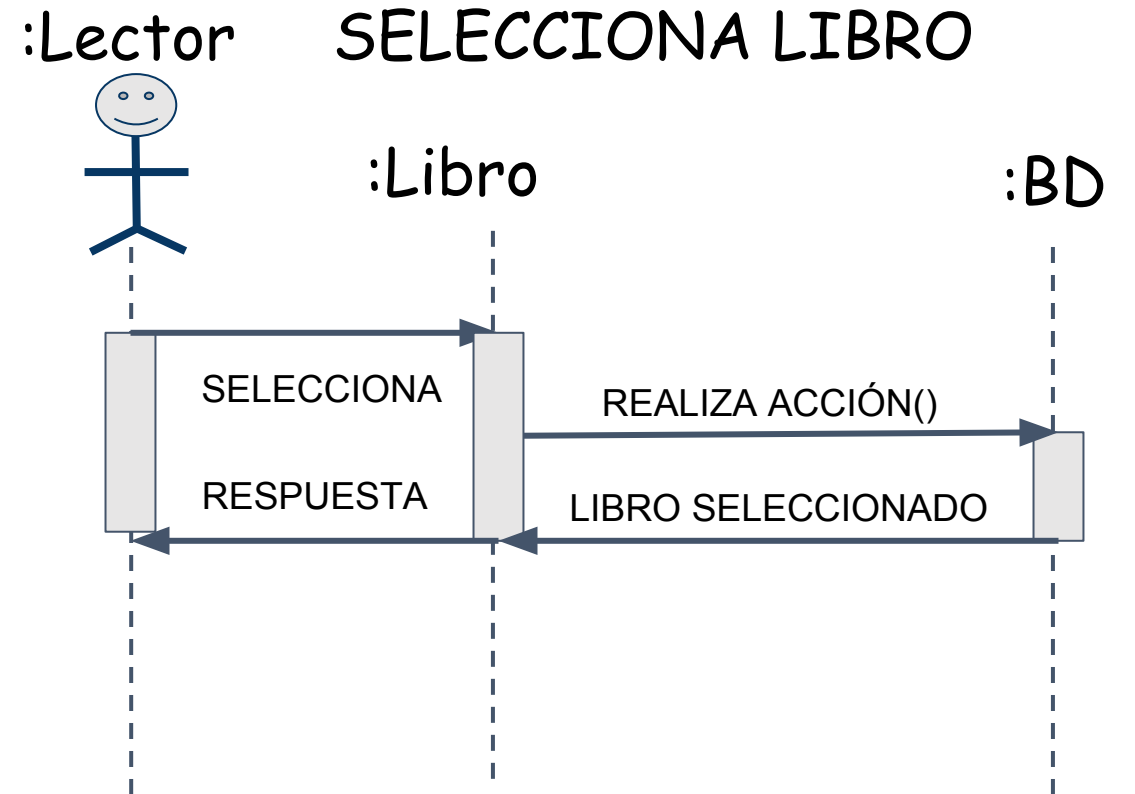 :Lector SELECCIONA LIBRO
:Libro
:BD
SELECCIONA
REALIZA ACCIÓN()
RESPUESTA
LIBRO SELECCIONADO